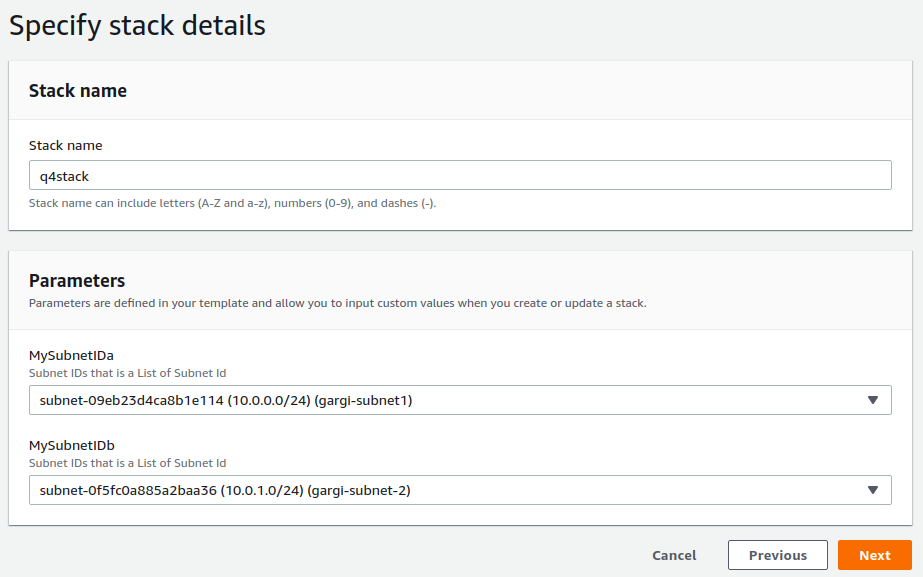 Specify stack details
Stack name
Stack name
q4stack
Stack name can include letters (A-Z and a-z), numbers (0-9), and dashes (-).
Parameters
Parameters are defined in your template and allow you to input custom values when you create or update a stack.
MySubnetIDa
Subnet IDs that is a List of Subnet Id
subnet-09eb23d4ca8b1e114 (10.0.0.0/24) (gargi-subnet1)
MySubnetIDb
Subnet IDs that is a List of Subnet Id
subnet-0f5fc0a885a2baa36 (10.0.1.0/24) (gargi-subnet-2)
Cancel Previous Next